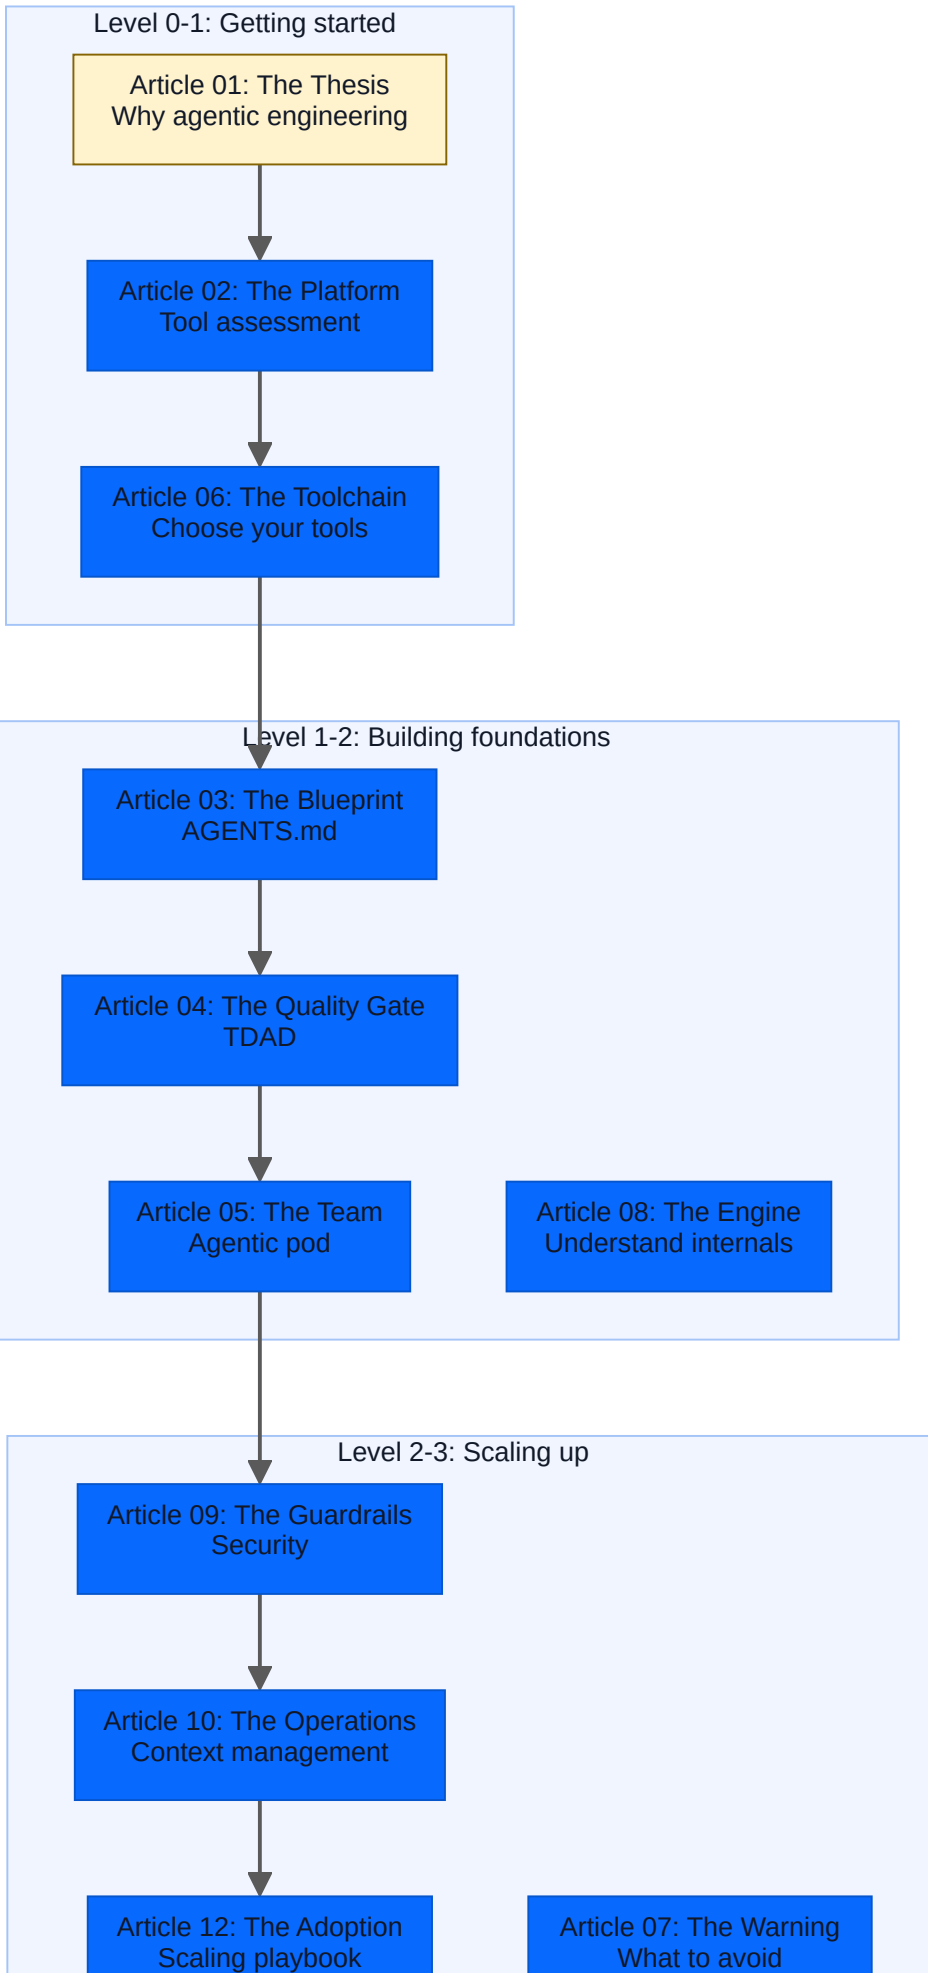 Level 0-1: Getting started
Article 01: The Thesis
Why agentic engineering
Article 02: The Platform
Tool assessment
Article 06: The Toolchain
Choose your tools
Level 1-2: Building foundations
Article 03: The Blueprint
AGENTS.md
Article 04: The Quality Gate
TDAD
Article 05: The Team
Agentic pod
Article 08: The Engine
Understand internals
Level 2-3: Scaling up
Article 09: The Guardrails
Security
Article 10: The Operations
Context management
Article 12: The Adoption
Scaling playbook
Article 07: The Warning
What to avoid